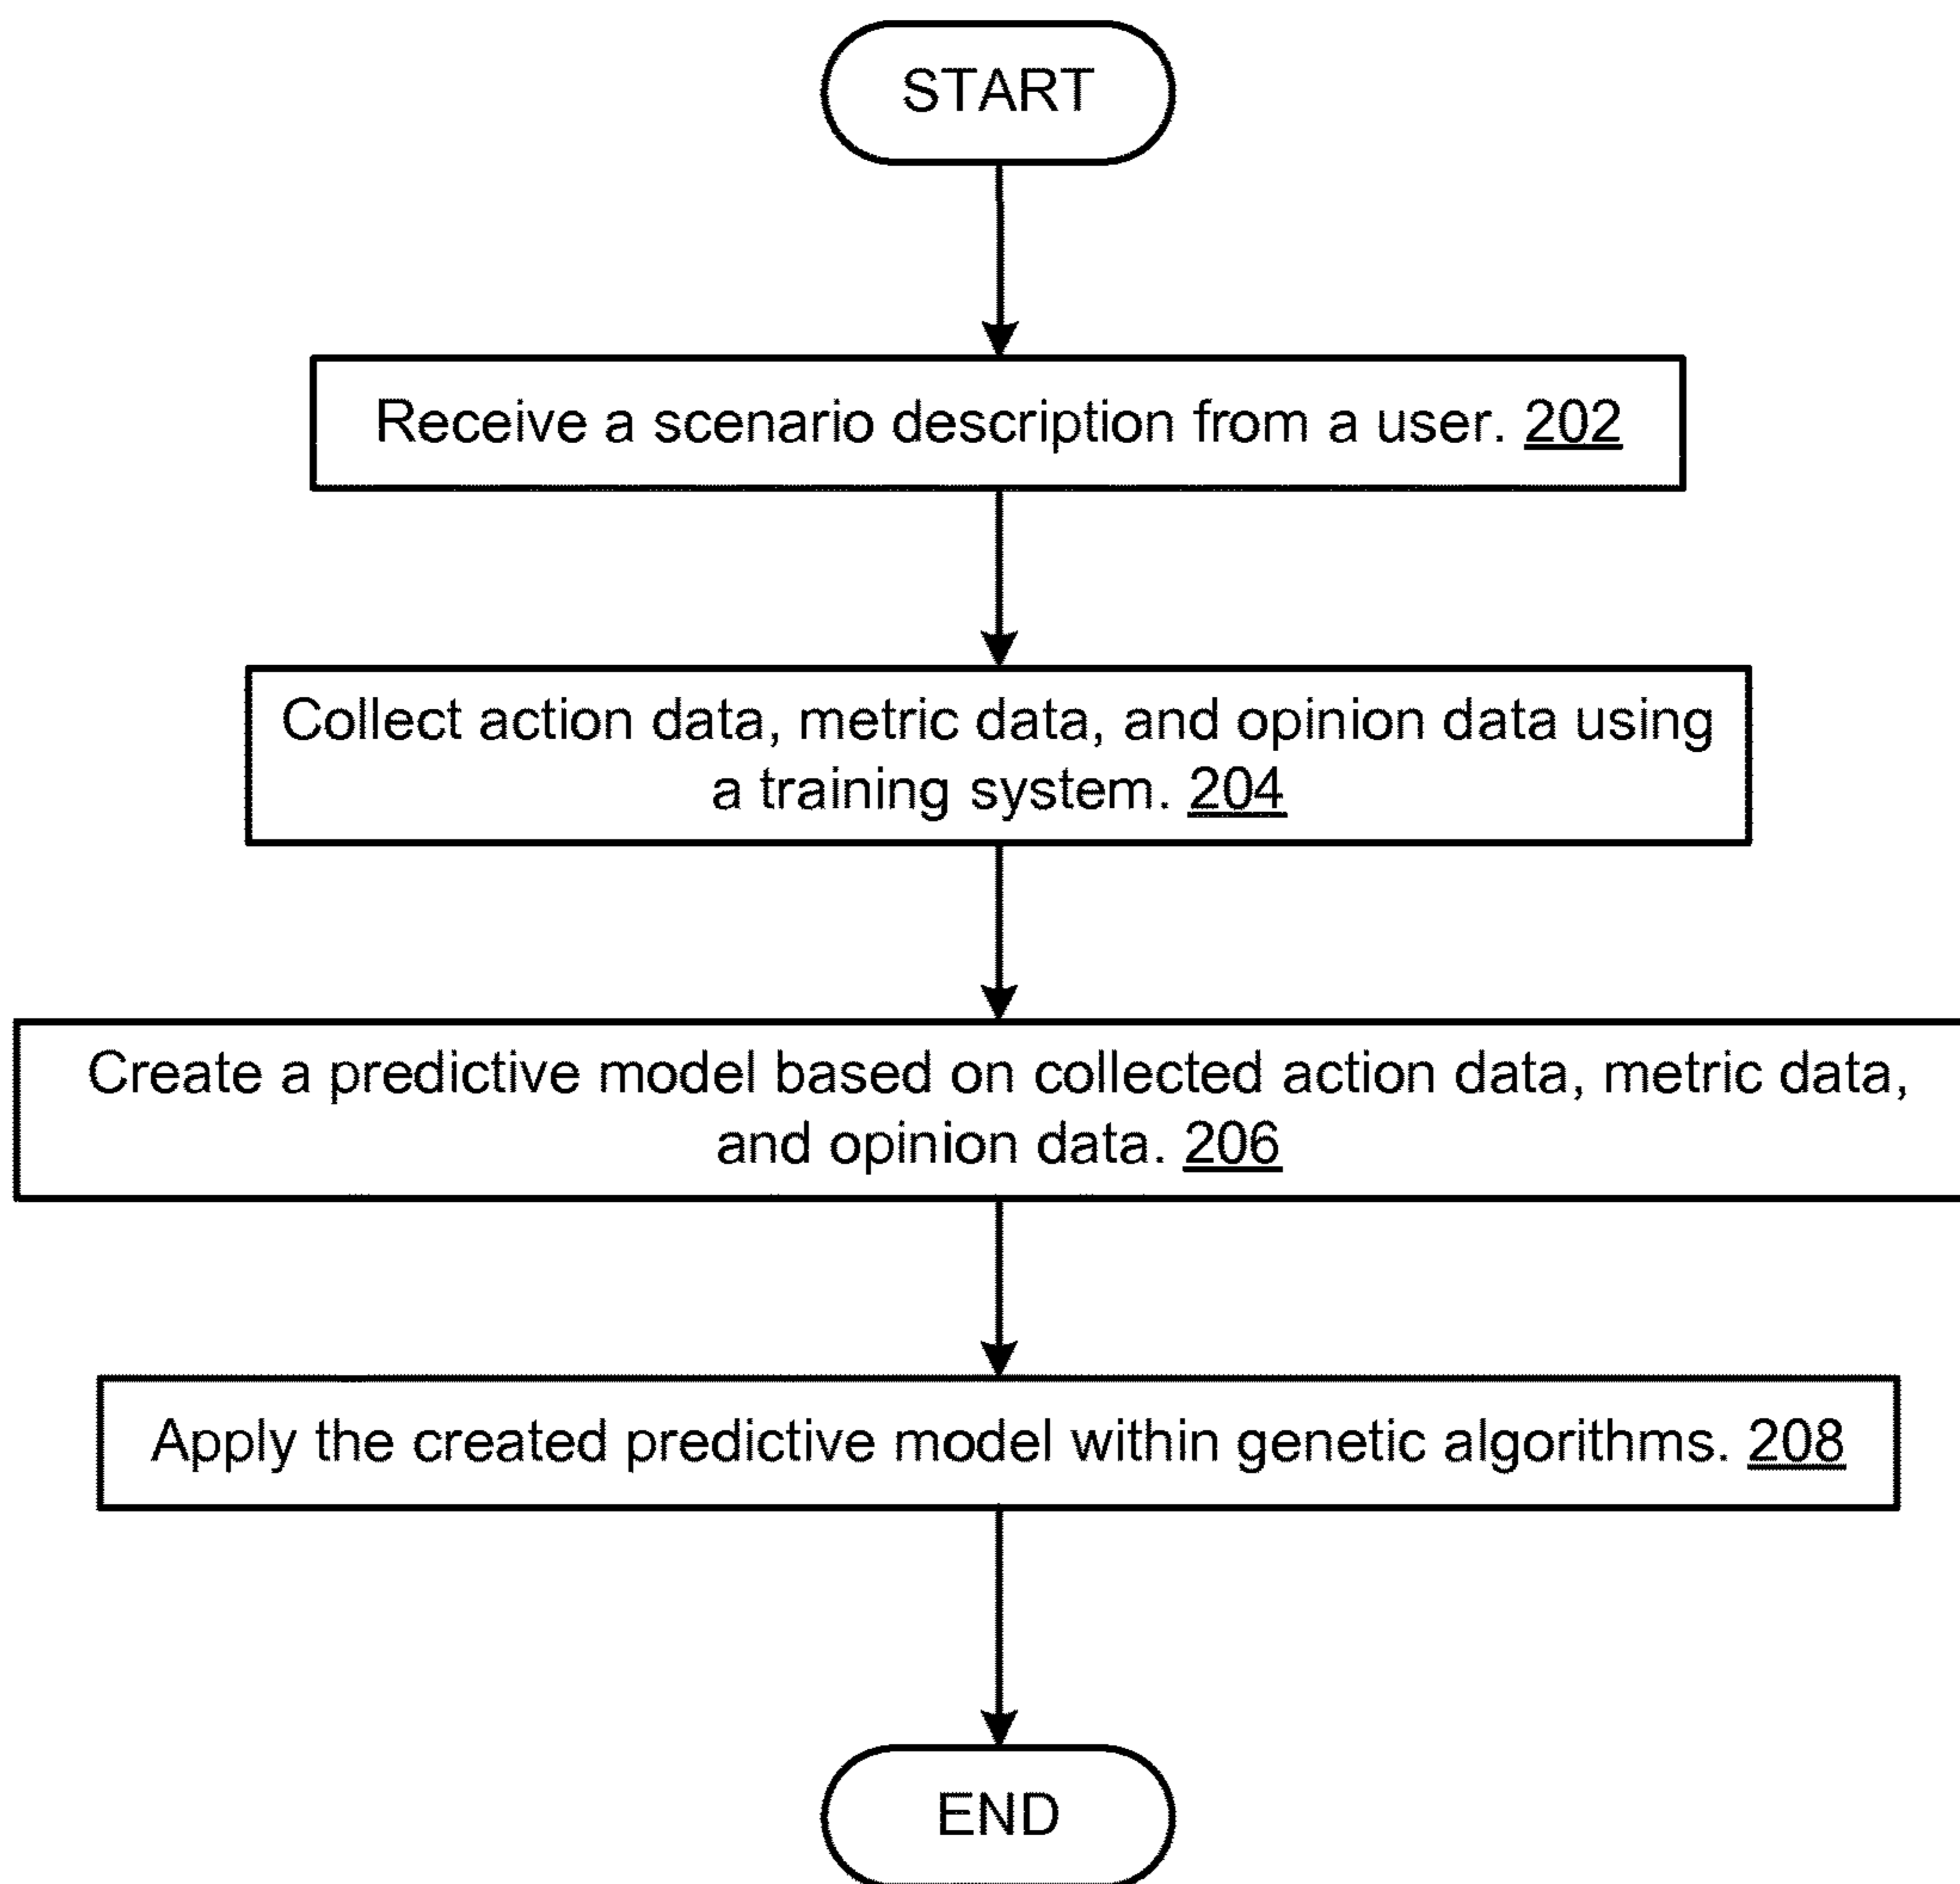 START
Receive a scenario description from a user. 202
Collect action data, metric data, and opinion data using
a training system. 204
Create a predictive model based on collected action data, metric data,
and opinion data. 206
Apply the created predictive model within genetic algorithms. 208
END